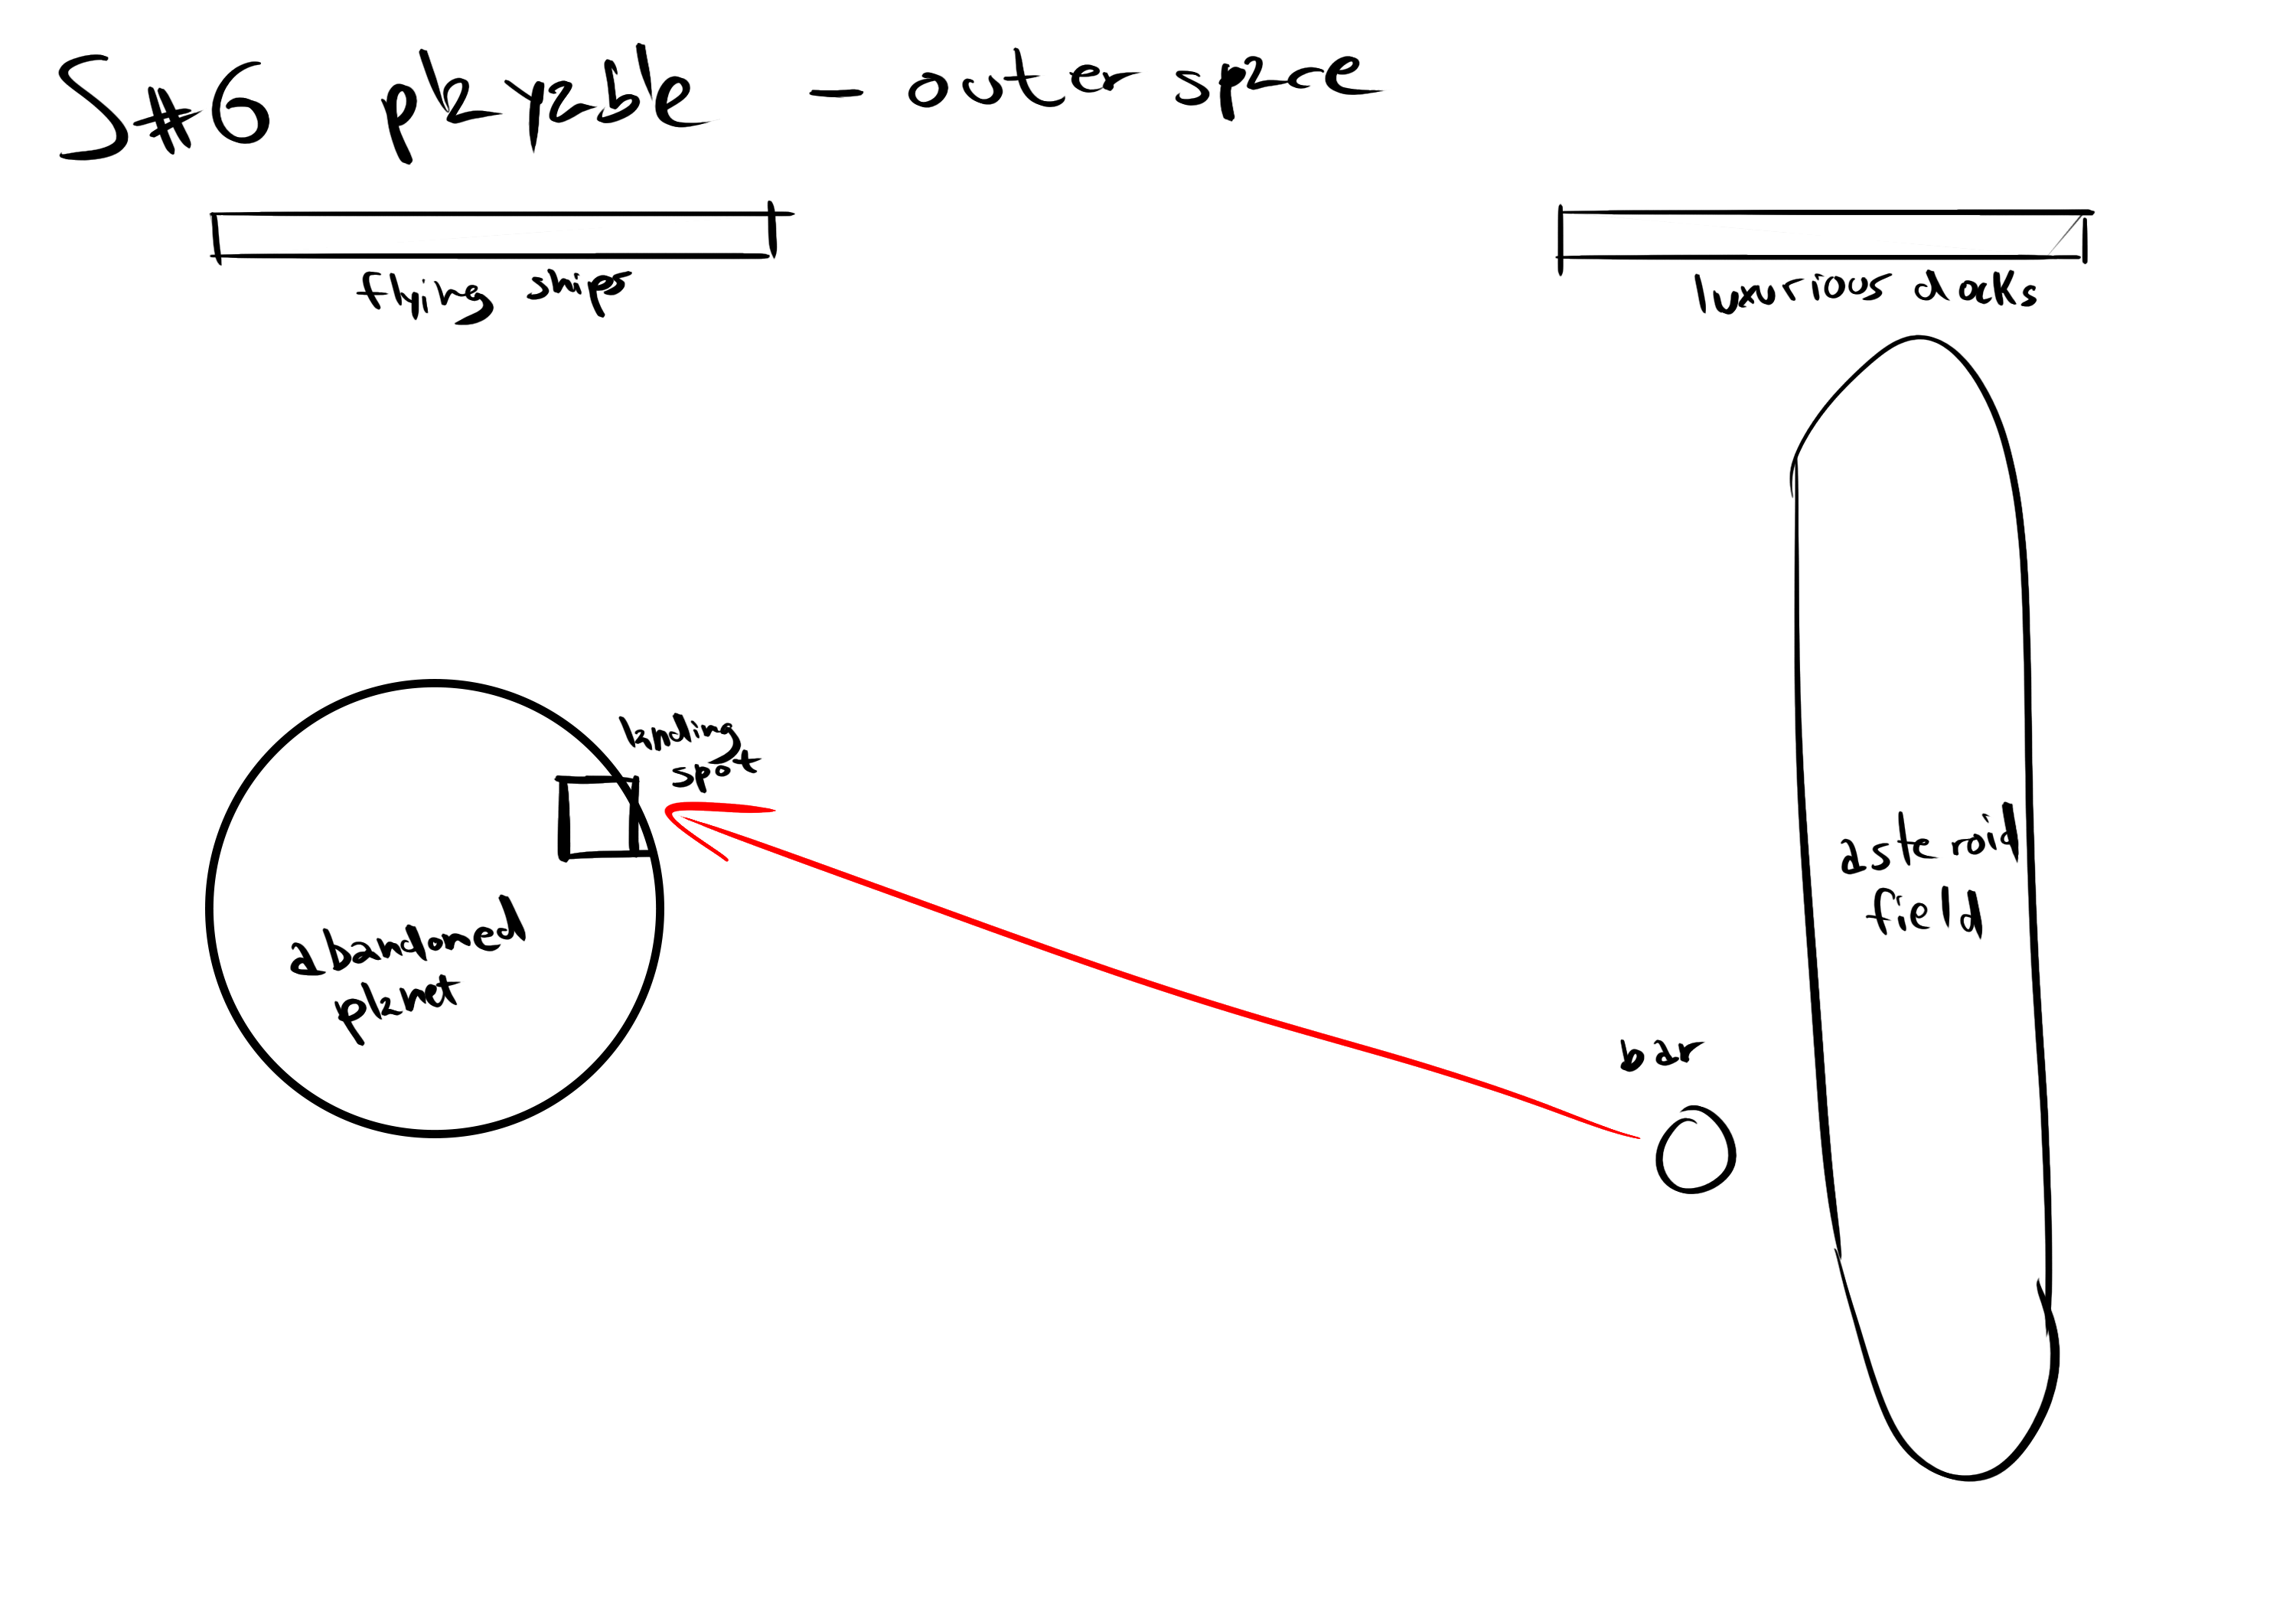 S#6 playable - outer space
flying ships
luxurious docks
landing
spot
asteroid
field
abandoned
planet
bar